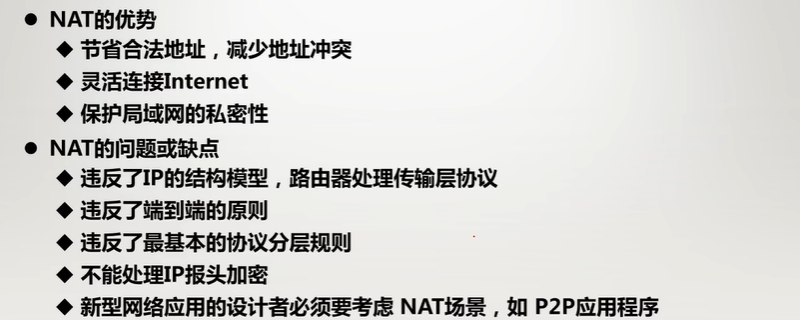 ● NAT的优势
◆ 节省合法地址，减少地址冲突
◆ 灵活连接Internet
◆ 保护局域网的私密性
● NAT的问题或缺点
◆ 违反了IP的结构模型，路由器处理传输层协议
◆ 违反了端到端的原则
◆ 违反了最基本的协议分层规则
◆ 不能处理IP报头加密
◆ 新型网络应用的设计者必须要考虑 NAT场景，如 P2P应用程序